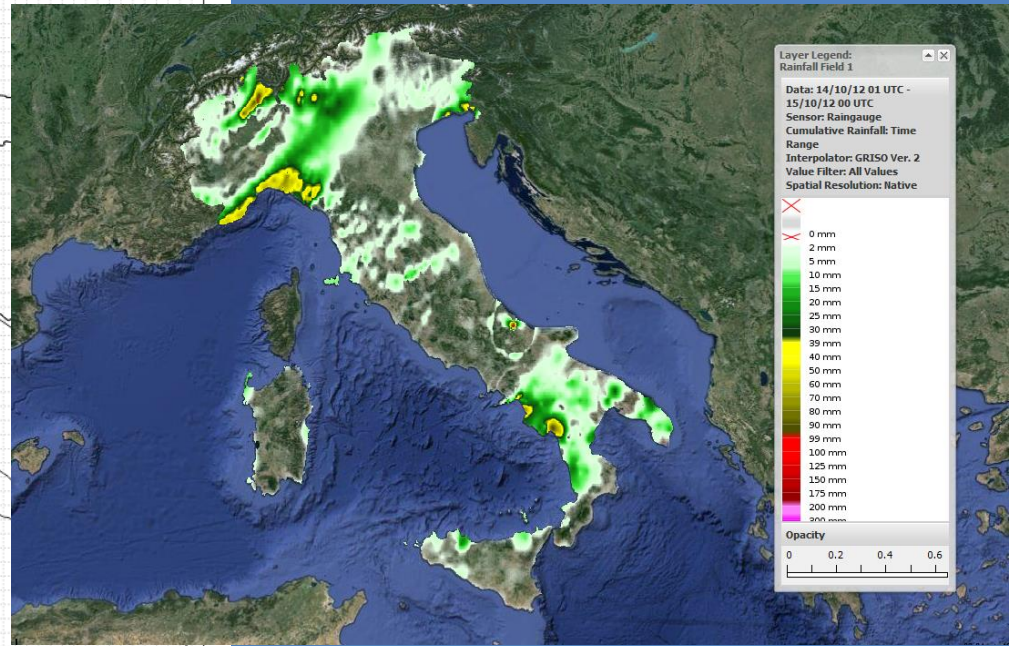 Layer Legend:
Rainfall Field 1
Data: 14/10/12 01 UTC -
15/10/12 00 UTC
Sensor: Raingauge
Cumulative Rainfall: Time
Range
Interpolator: GRISO Ver. 2
Value Filter: All Values
Spatial Resolution: Native
0 mm
2 mm
5 mm
10 mm
15 mm
20 mm
25 mm
30 mm
39 mm
40 mm
50 mm
60 mm
70 mm
80 mm
90 mm
99 mm
100 mm
125 mm
150 mm
175 mm
200 mm
300 mm
Opacity
0 0.2 0.4 0.6